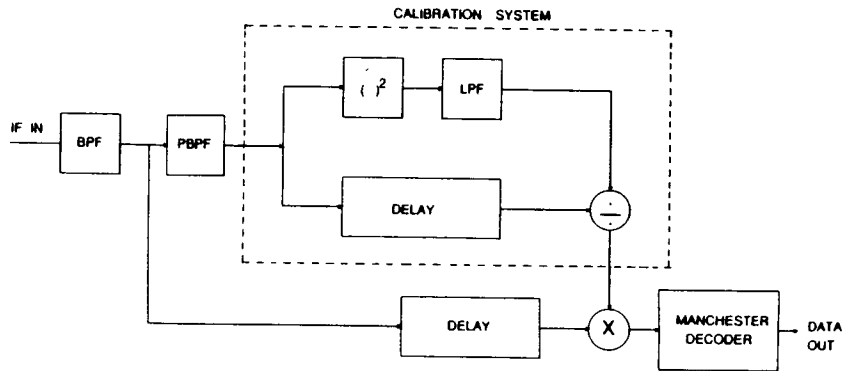 CALIBRATION SYSTEM
( )²
LPF
IF IN
BPF
PBPF
DELAY
÷
DELAY
X
MANCHESTER
DECODER
DATA
OUT